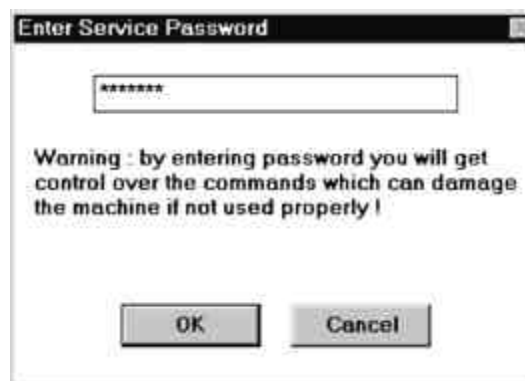 Enter Service Password
*******
Warning : by entering password you will get
control over the commands which can damage
the machine if not used properly !
OK Cancel